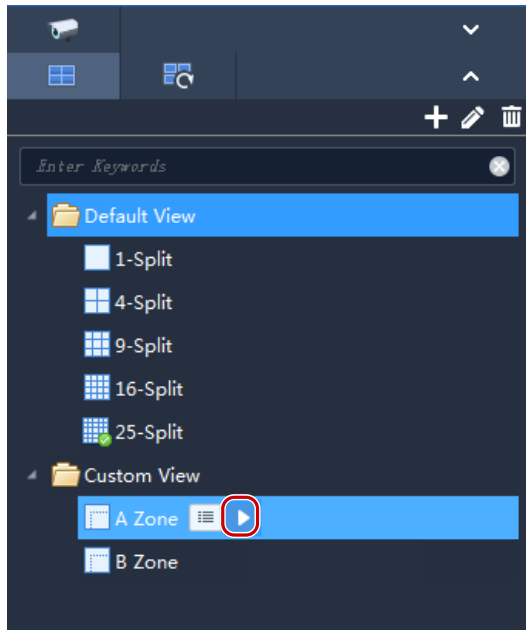 Enter Keywords
Default View
1-Split
4-Split
9-Split
16-Split
25-Split
Custom View
A Zone
B Zone